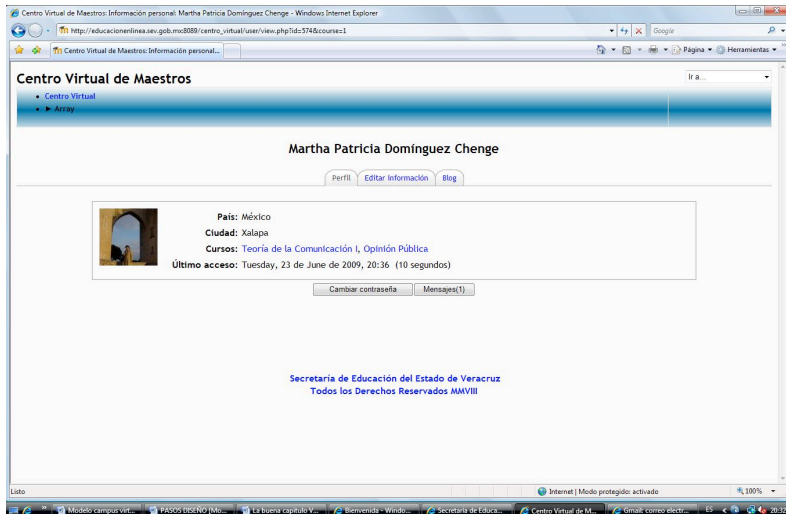 Centro Virtual de Maestros: Información personal: Martha Patricia Domínguez Chenge - Windows Internet Explorer
http://educacionenlinea.sev.gob.mx:8089/centro_virtual/user/view.php?id=574&course=1
Google
Centro Virtual de Maestros: Información personal...
Página
Herramientas
Centro Virtual de Maestros
Ir a...
Centro Virtual
► Array
Martha Patricia Domínguez Chenge
Perfil Editar información Blog
País: México
Ciudad: Xalapa
Cursos: Teoría de la Comunicación I, Opinión Pública
Último acceso: Tuesday, 23 de June de 2009, 20:36 (10 segundos)
Cambiar contraseña Mensajes(1)
Secretaría de Educación del Estado de Veracruz
Todos los Derechos Reservados MMVIII
Listo Internet | Modo protegido: activado 100%
Modelo campus virt... PASOS DISEÑO [Mo... La buena capitulo V... Bienvenida - Windo... Secretaría de Educa... Centro Virtual de M... Gmail: correo electr... ES 20:32